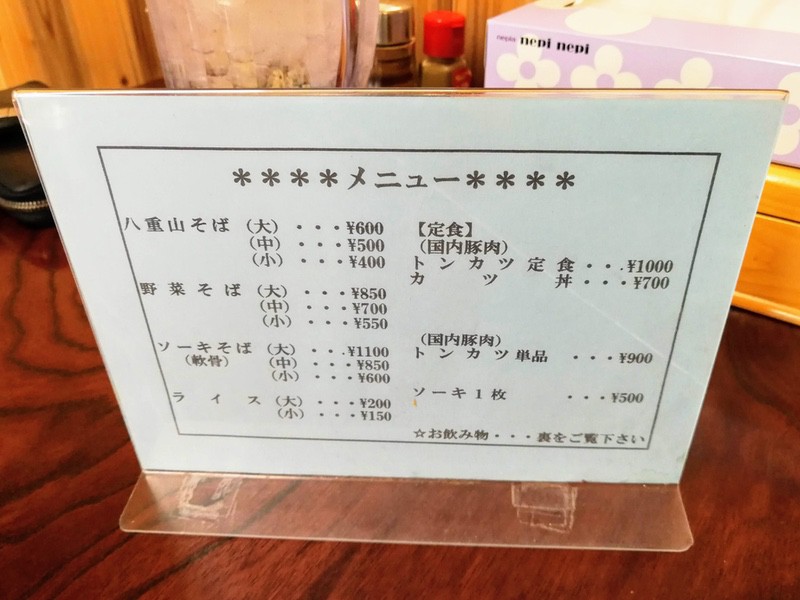 nepia nepi nepi
****メニュー****
八重山そば（大）・・・¥600
（中）・・・¥500
（小）・・・¥400
野菜そば（大）・・・¥850
（中）・・・¥700
（小）・・・¥550
ソーキそば（大）・・・¥1100
（軟骨）（中）・・・¥850
（小）・・・¥600
ライス（大）・・・¥200
（小）・・・¥150
【定食】
（国内豚肉）
トンカツ定食・・・¥1000
カツ丼・・・¥700
（国内豚肉）
トンカツ単品・・・¥900
ソーキ1枚・・・¥500
☆お飲み物・・・裏をご覧下さい